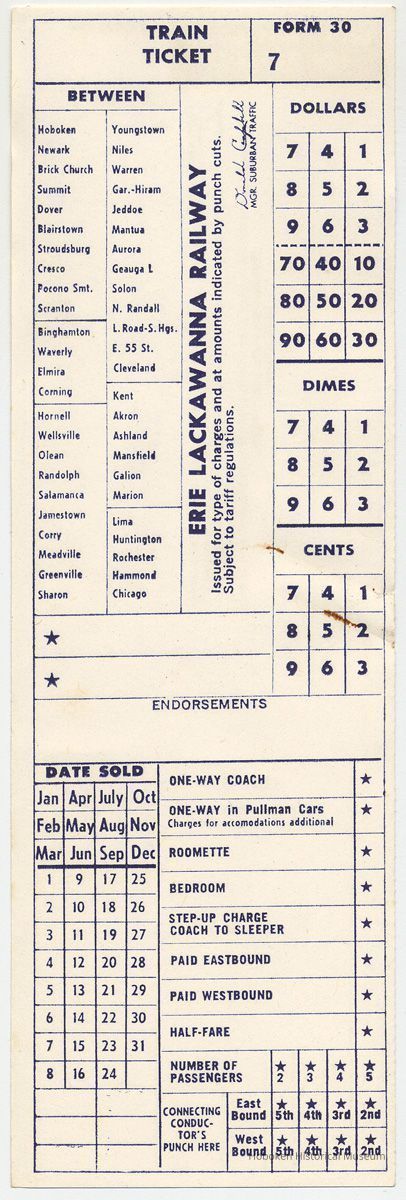 TRAIN
TICKET
FORM 30
7
BETWEEN
Hoboken
Newark
Brick Church
Summit
Dover
Blairstown
Stroudsburg
Cresco
Pocono Smt.
Scranton
Binghamton
Waverly
Elmira
Corning
Hornell
Wellsville
Olean
Randolph
Salamanca
Jamestown
Corry
Meadville
Greenville
Sharon
Youngstown
Niles
Warren
Gar.-Hiram
Jeddoe
Mantua
Aurora
Geauga L
Solon
N. Randall
L. Road-S. Hgs.
E. 55 St.
Cleveland
Kent
Akron
Ashland
Mansfield
Galion
Marion
Lima
Huntington
Rochester
Hammond
Chicago
ERIE LACKAWANNA RAILWAY
Issued for type of charges and at amounts indicated by punch cuts.
Subject to tariff regulations.
Donald Campbell
MGR. SUBURBAN TRAFFIC
DOLLARS
7 4 1
8 5 2
9 6 3
70 40 10
80 50 20
90 60 30
DIMES
7 4 1
8 5 2
9 6 3
CENTS
7 4 1
8 5 2
9 6 3
★
★
ENDORSEMENTS
DATE SOLD
Jan Apr July Oct
Feb May Aug Nov
Mar Jun Sep Dec
1 9 17 25
2 10 18 26
3 11 19 27
4 12 20 28
5 13 21 29
6 14 22 30
7 15 23 31
8 16 24
ONE-WAY COACH ★
ONE-WAY in Pullman Cars ★
Charges for accomodations additional
ROOMETTE ★
BEDROOM ★
STEP-UP CHARGE
COACH TO SLEEPER ★
PAID EASTBOUND ★
PAID WESTBOUND ★
HALF-FARE ★
NUMBER OF
PASSENGERS
★ ★ ★ ★
2 3 4 5
CONNECTING
CONDUC-
TOR'S
PUNCH HERE
East
Bound
★ ★ ★ ★
5th 4th 3rd 2nd
West
Bound
★ ★ ★ ★
5th 4th 3rd 2nd
Hoboken Historical Museum